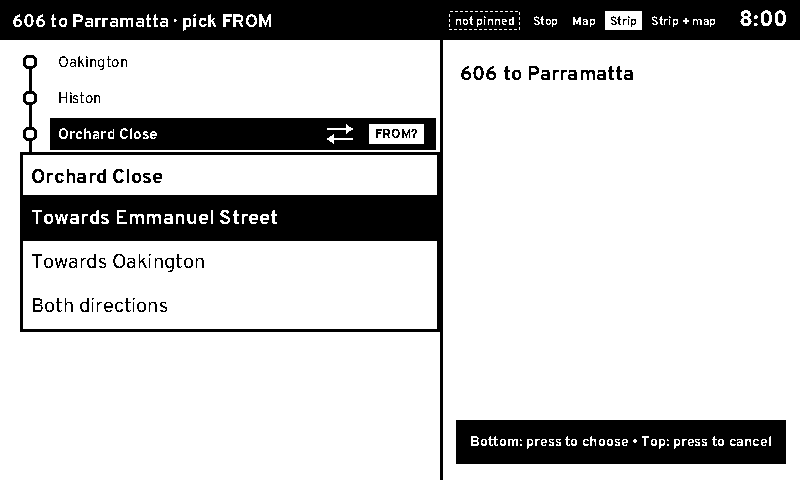 606 to Parramatta · pick FROM
not pinned Stop Map Strip Strip + map 8:00
Oakington
Histon
Orchard Close FROM?
Orchard Close
Towards Emmanuel Street
Towards Oakington
Both directions
606 to Parramatta
Bottom: press to choose • Top: press to cancel